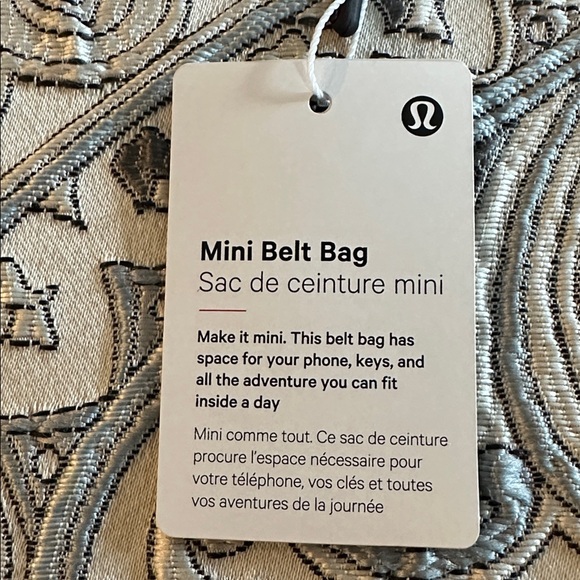 Mini Belt Bag
Sac de ceinture mini
Make it mini. This belt bag has
space for your phone, keys, and
all the adventure you can fit
inside a day
Mini comme tout. Ce sac de ceinture
procure l'espace nécessaire pour
votre téléphone, vos clés et toutes
vos aventures de la journée